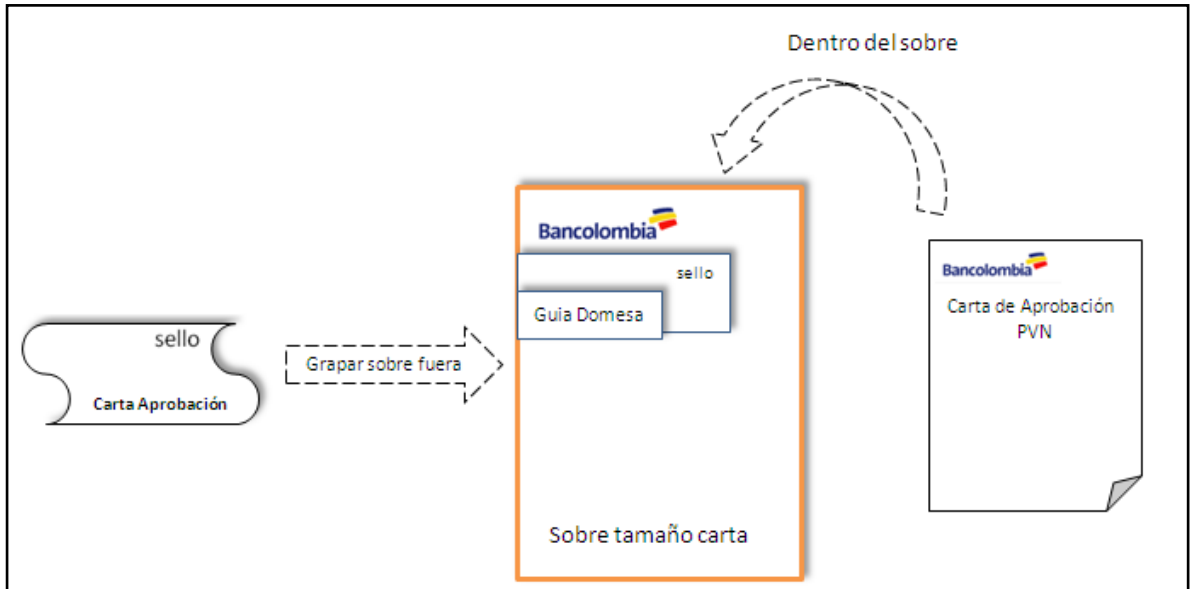 Dentro del sobre
Bancolombia
sello
Guia Domesa
Bancolombia
Carta de Aprobación
PVN
sello
Carta Aprobación
Grapar sobre fuera
Sobre tamaño carta